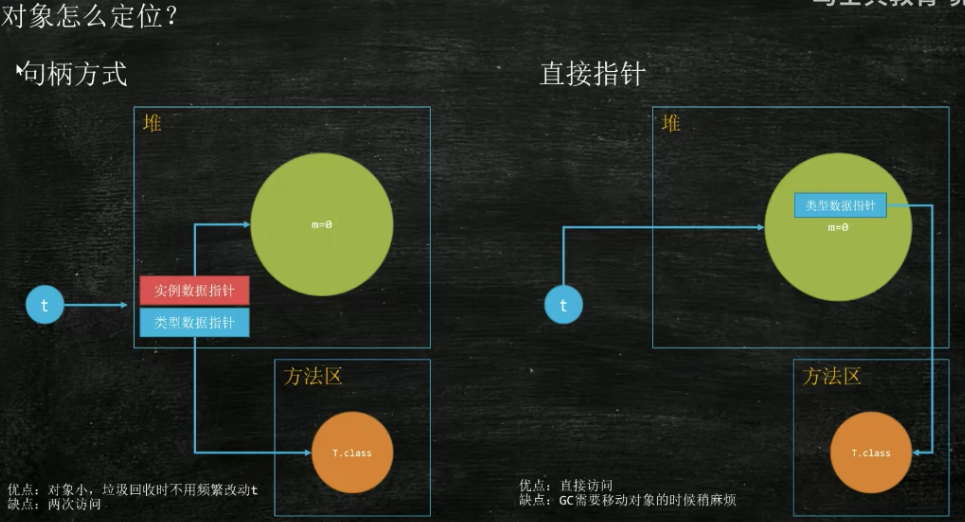 对象怎么定位?
句柄方式
堆
m=0
t
实例数据指针
类型数据指针
方法区
T.class
优点: 对象小, 垃圾回收时不用频繁改动t
缺点: 两次访问
直接指针
堆
类型数据指针
m=0
t
方法区
T.class
优点: 直接访问
缺点: GC需要移动对象的时候稍麻烦